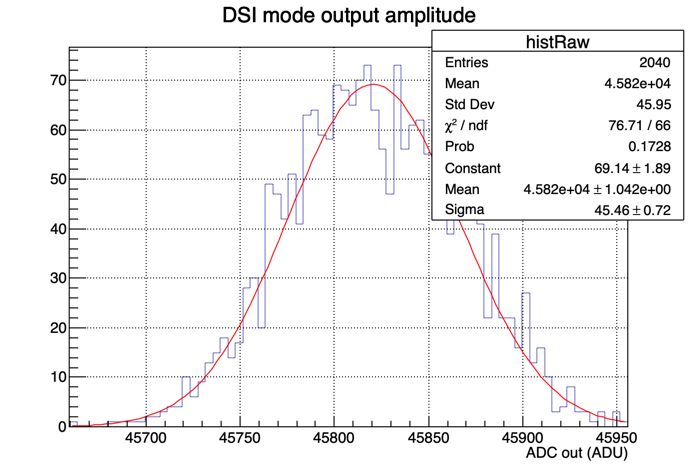 DSI mode output amplitude
histRaw
Entries 2040
Mean 4.582e+04
Std Dev 45.95
χ² / ndf 76.71 / 66
Prob 0.1728
Constant 69.14 ± 1.89
Mean 4.582e+04 ± 1.042e+00
Sigma 45.46 ± 0.72
70
60
50
40
30
20
10
0
45700 45750 45800 45850 45900 45950
ADC out (ADU)